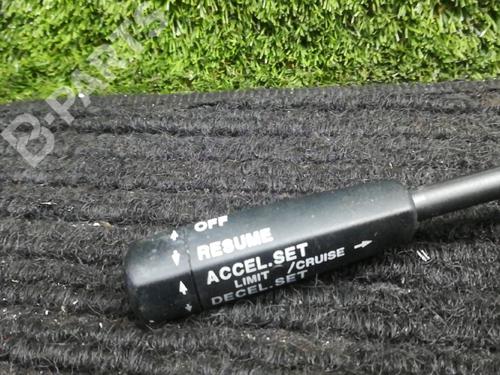 B-PARTS
OFF
RESUME
ACCEL.SET
LIMIT /CRUISE
DECEL.SET